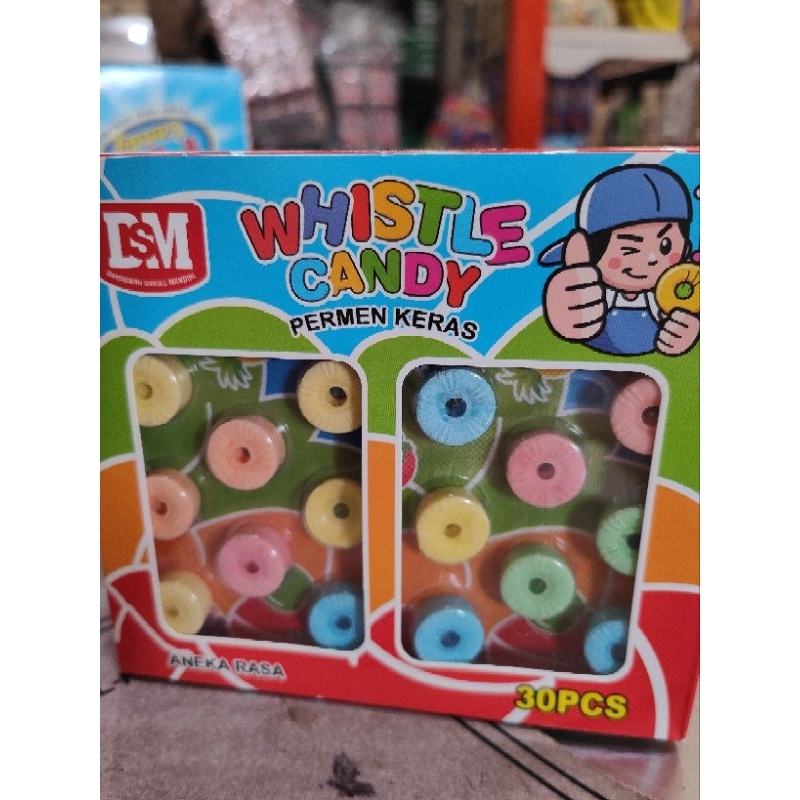 DSM
WHISTLE
CANDY
PERMEN KERAS
ANEKA RASA
30PCS